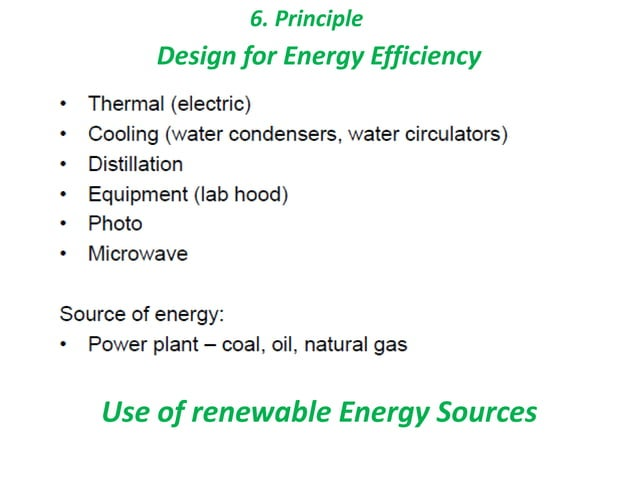 6. Principle
Design for Energy Efficiency
• Thermal (electric)
• Cooling (water condensers, water circulators)
• Distillation
• Equipment (lab hood)
• Photo
• Microwave
Source of energy:
• Power plant – coal, oil, natural gas
Use of renewable Energy Sources